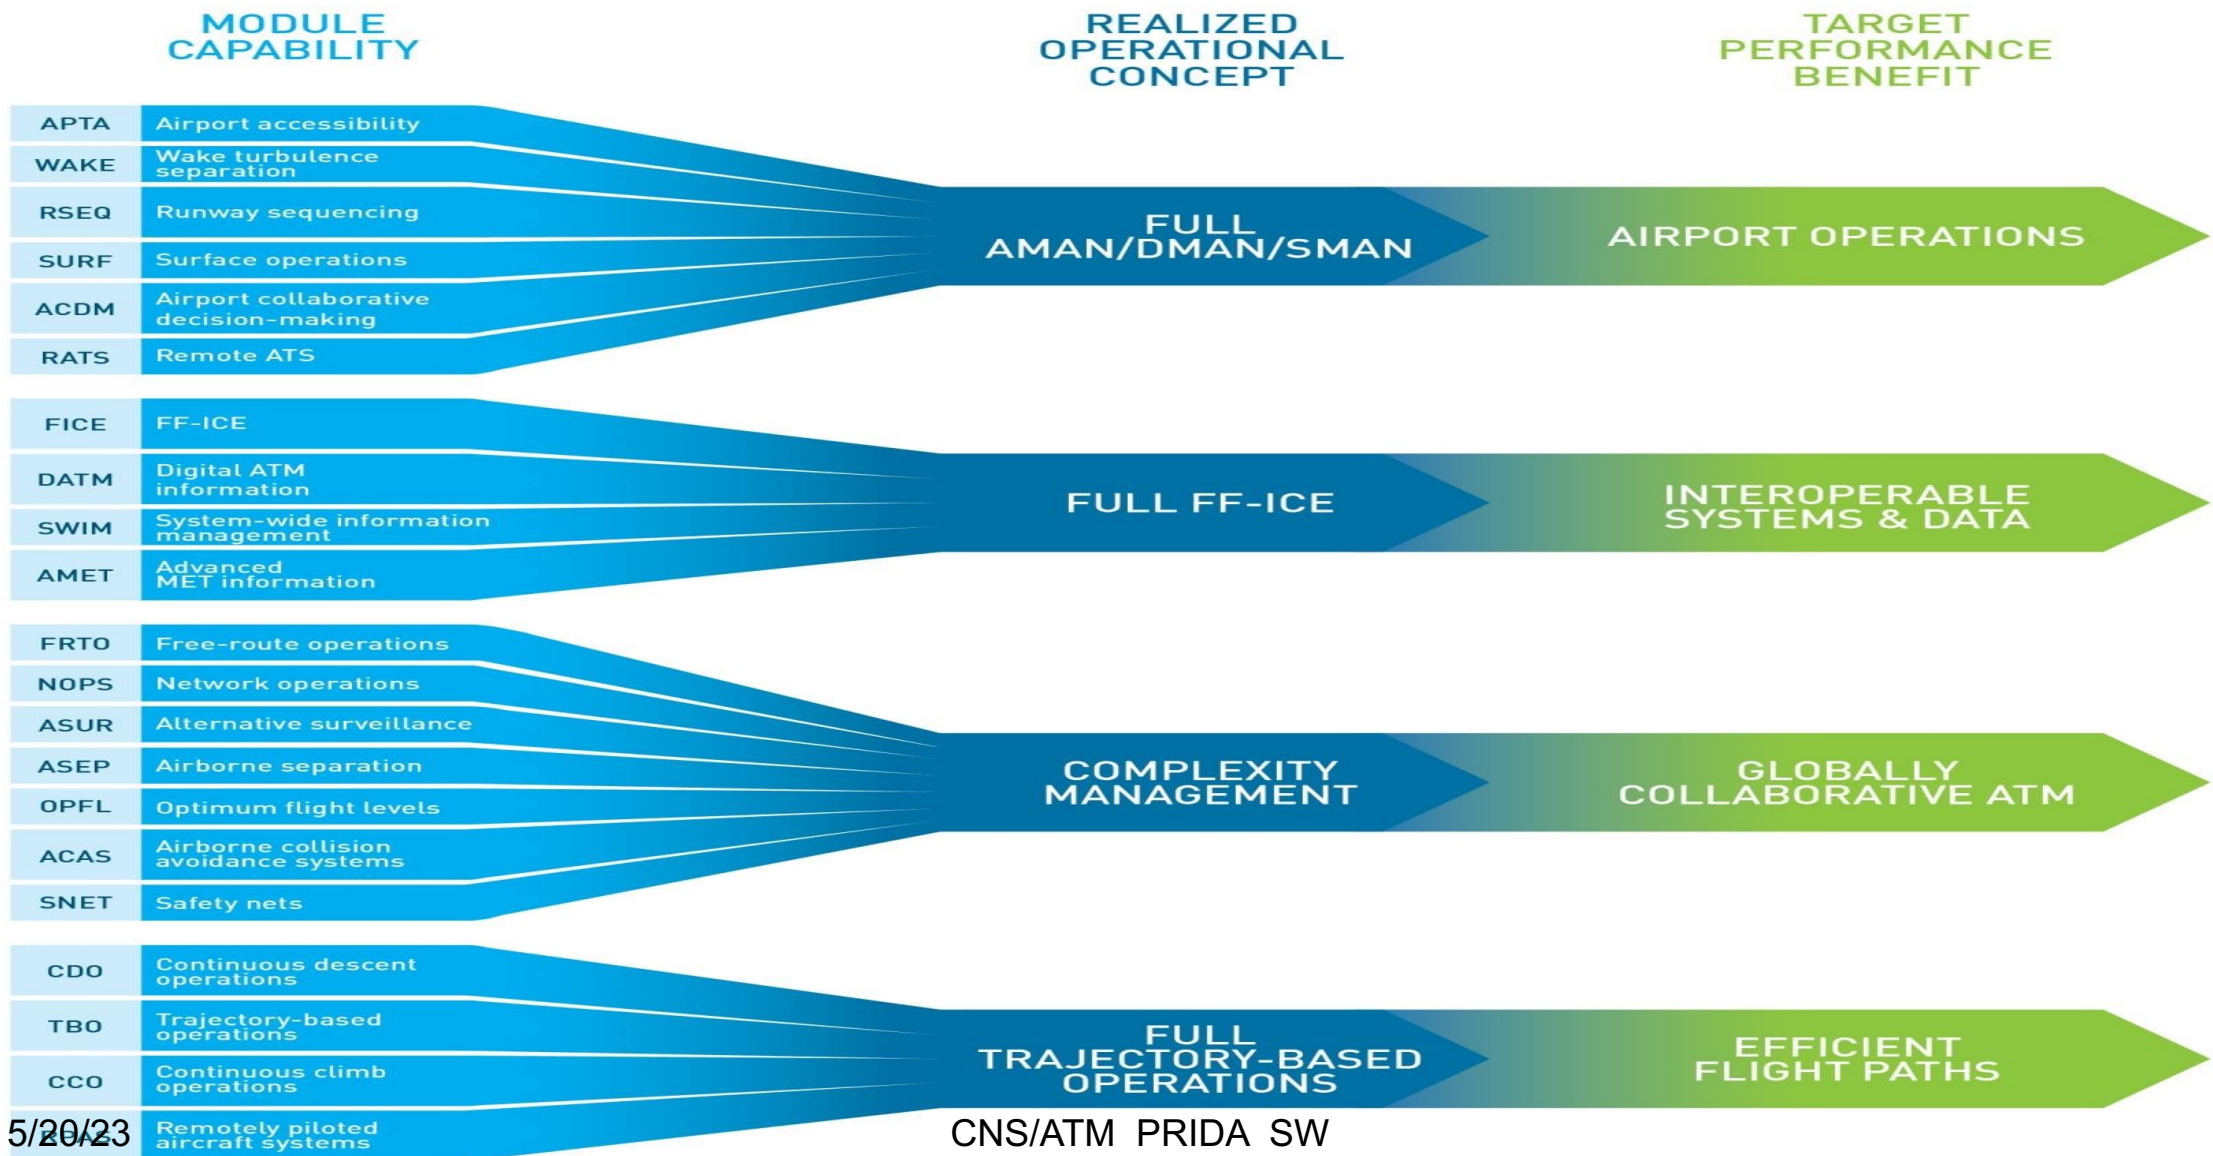 MODULE
CAPABILITY
REALIZED
OPERATIONAL
CONCEPT
TARGET
PERFORMANCE
BENEFIT
APTA Airport accessibility
WAKE Wake turbulence
separation
RSEQ Runway sequencing
SURF Surface operations
ACDM Airport collaborative
decision-making
RATS Remote ATS
FULL
AMAN/DMAN/SMAN
AIRPORT OPERATIONS
FICE FF-ICE
DATM Digital ATM
information
SWIM System-wide information
management
AMET Advanced
MET information
FULL FF-ICE
INTEROPERABLE
SYSTEMS & DATA
FRTO Free-route operations
NOPS Network operations
ASUR Alternative surveillance
ASEP Airborne separation
OPFL Optimum flight levels
ACAS Airborne collision
avoidance systems
SNET Safety nets
COMPLEXITY
MANAGEMENT
GLOBALLY
COLLABORATIVE ATM
CDO Continuous descent
operations
TBO Trajectory-based
operations
CCO Continuous climb
operations
RPAS Remotely piloted
aircraft systems
FULL
TRAJECTORY-BASED
OPERATIONS
EFFICIENT
FLIGHT PATHS
5/20/23
CNS/ATM PRIDA SW